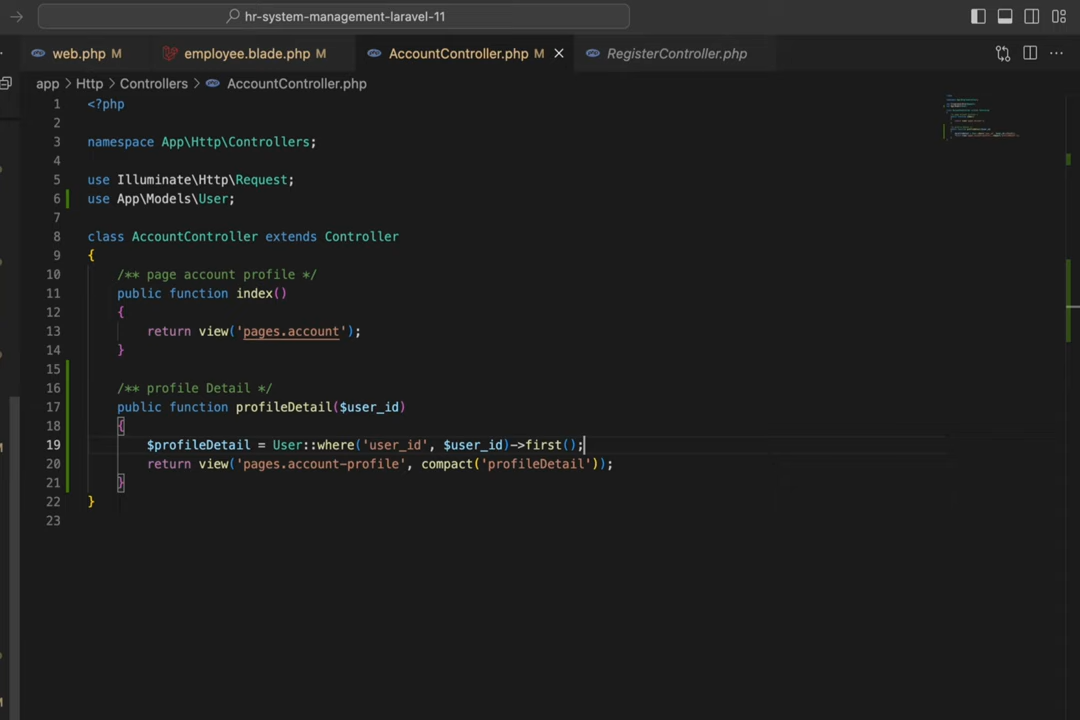 hr-system-management-laravel-11
web.php M employee.blade.php M AccountController.php M RegisterController.php
app > Http > Controllers > AccountController.php
1 <?php
2
3 namespace App\Http\Controllers;
4
5 use Illuminate\Http\Request;
6 use App\Models\User;
7
8 class AccountController extends Controller
9 {
10 /** page account profile */
11 public function index()
12 {
13 return view('pages.account');
14 }
15
16 /** profile Detail */
17 public function profileDetail($user_id)
18 {
19 $profileDetail = User::where('user_id', $user_id)->first();
20 return view('pages.account-profile', compact('profileDetail'));
21 }
22 }
23